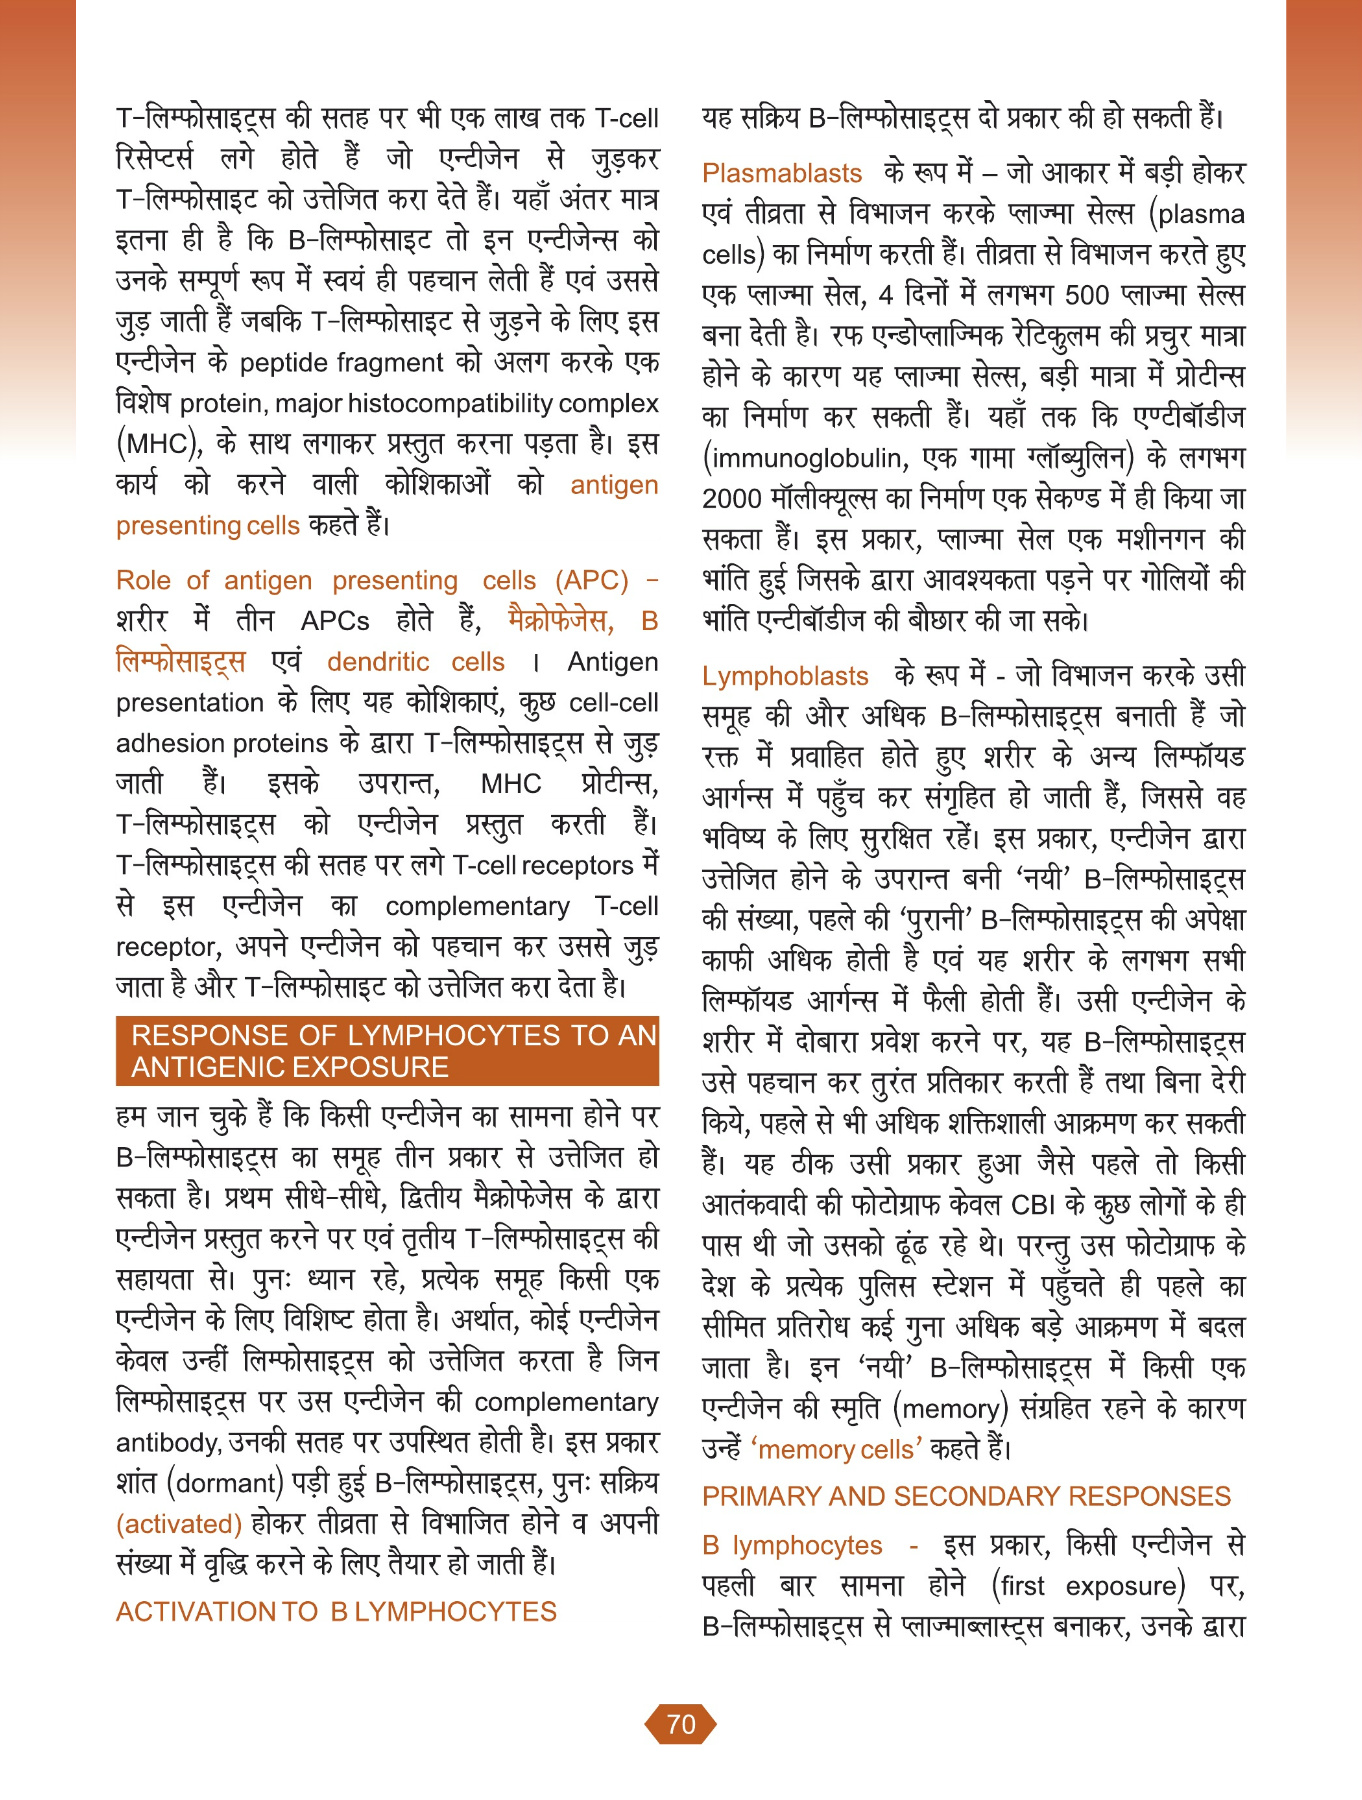 T–लिम्फोसाइट्स की सतह पर भी एक लाख तक T-cell
रिसेप्टर्स लगे होते हैं जो एन्टीजेन से जुड़कर
T–लिम्फोसाइट को उत्तेजित करा देते हैं। यहाँ अंतर मात्र
इतना ही है कि B–लिम्फोसाइट तो इन एन्टीजेन्स को
उनके सम्पूर्ण रूप में स्वयं ही पहचान लेती हैं एवं उससे
जुड़ जाती हैं जबकि T–लिम्फोसाइट से जुड़ने के लिए इस
एन्टीजेन के peptide fragment को अलग करके एक
विशेष protein, major histocompatibility complex
(MHC), के साथ लगाकर प्रस्तुत करना पड़ता है। इस
कार्य को करने वाली कोशिकाओं को antigen
presenting cells कहते हैं।
Role of antigen presenting cells (APC) –
शरीर में तीन APCs होते हैं, मैक्रोफेजेस, B
लिम्फोसाइट्स एवं dendritic cells । Antigen
presentation के लिए यह कोशिकाएं, कुछ cell-cell
adhesion proteins के द्वारा T–लिम्फोसाइट्स से जुड़
जाती हैं। इसके उपरान्त, MHC प्रोटीन्स,
T–लिम्फोसाइट्स को एन्टीजेन प्रस्तुत करती हैं।
T–लिम्फोसाइट्स की सतह पर लगे T-cell receptors में
से इस एन्टीजेन का complementary T-cell
receptor, अपने एन्टीजेन को पहचान कर उससे जुड़
जाता है और T–लिम्फोसाइट को उत्तेजित करा देता है।
RESPONSE OF LYMPHOCYTES TO AN
ANTIGENIC EXPOSURE
हम जान चुके हैं कि किसी एन्टीजेन का सामना होने पर
B–लिम्फोसाइट्स का समूह तीन प्रकार से उत्तेजित हो
सकता है। प्रथम सीधे–सीधे, द्वितीय मैक्रोफेजेस के द्वारा
एन्टीजेन प्रस्तुत करने पर एवं तृतीय T–लिम्फोसाइट्स की
सहायता से। पुनः ध्यान रहे, प्रत्येक समूह किसी एक
एन्टीजेन के लिए विशिष्ट होता है। अर्थात, कोई एन्टीजेन
केवल उन्हीं लिम्फोसाइट्स को उत्तेजित करता है जिन
लिम्फोसाइट्स पर उस एन्टीजेन की complementary
antibody, उनकी सतह पर उपस्थित होती है। इस प्रकार
शांत (dormant) पड़ी हुई B–लिम्फोसाइट्स, पुनः सक्रिय
(activated) होकर तीव्रता से विभाजित होने व अपनी
संख्या में वृद्धि करने के लिए तैयार हो जाती हैं।
ACTIVATION TO B LYMPHOCYTES
यह सक्रिय B–लिम्फोसाइट्स दो प्रकार की हो सकती हैं।
Plasmablasts के रूप में – जो आकार में बड़ी होकर
एवं तीव्रता से विभाजन करके प्लाज्मा सेल्स (plasma
cells) का निर्माण करती हैं। तीव्रता से विभाजन करते हुए
एक प्लाज्मा सेल, 4 दिनों में लगभग 500 प्लाज्मा सेल्स
बना देती है। रफ एन्डोप्लाज्मिक रेटिकुलम की प्रचुर मात्रा
होने के कारण यह प्लाज्मा सेल्स, बड़ी मात्रा में प्रोटीन्स
का निर्माण कर सकती हैं। यहाँ तक कि एण्टीबॉडीज
(immunoglobulin, एक गामा ग्लॉब्युलिन) के लगभग
2000 मॉलीक्यूल्स का निर्माण एक सेकण्ड में ही किया जा
सकता हैं। इस प्रकार, प्लाज्मा सेल एक मशीनगन की
भांति हुई जिसके द्वारा आवश्यकता पड़ने पर गोलियों की
भांति एन्टीबॉडीज की बौछार की जा सके।
Lymphoblasts के रूप में - जो विभाजन करके उसी
समूह की और अधिक B–लिम्फोसाइट्स बनाती हैं जो
रक्त में प्रवाहित होते हुए शरीर के अन्य लिम्फॉयड
आर्गन्स में पहुँच कर संगृहित हो जाती हैं, जिससे वह
भविष्य के लिए सुरक्षित रहें। इस प्रकार, एन्टीजेन द्वारा
उत्तेजित होने के उपरान्त बनी ‘नयी’ B–लिम्फोसाइट्स
की संख्या, पहले की ‘पुरानी’ B–लिम्फोसाइट्स की अपेक्षा
काफी अधिक होती है एवं यह शरीर के लगभग सभी
लिम्फॉयड आर्गन्स में फैली होती हैं। उसी एन्टीजेन के
शरीर में दोबारा प्रवेश करने पर, यह B–लिम्फोसाइट्स
उसे पहचान कर तुरंत प्रतिकार करती हैं तथा बिना देरी
किये, पहले से भी अधिक शक्तिशाली आक्रमण कर सकती
हैं। यह ठीक उसी प्रकार हुआ जैसे पहले तो किसी
आतंकवादी की फोटोग्राफ केवल CBI के कुछ लोगों के ही
पास थी जो उसको ढूंढ रहे थे। परन्तु उस फोटोग्राफ के
देश के प्रत्येक पुलिस स्टेशन में पहुँचते ही पहले का
सीमित प्रतिरोध कई गुना अधिक बड़े आक्रमण में बदल
जाता है। इन ‘नयी’ B–लिम्फोसाइट्स में किसी एक
एन्टीजेन की स्मृति (memory) संग्रहित रहने के कारण
उन्हें ‘memory cells’ कहते हैं।
PRIMARY AND SECONDARY RESPONSES
B lymphocytes - इस प्रकार, किसी एन्टीजेन से
पहली बार सामना होने (first exposure) पर,
B–लिम्फोसाइट्स से प्लाज्माब्लास्ट्स बनाकर, उनके द्वारा
70